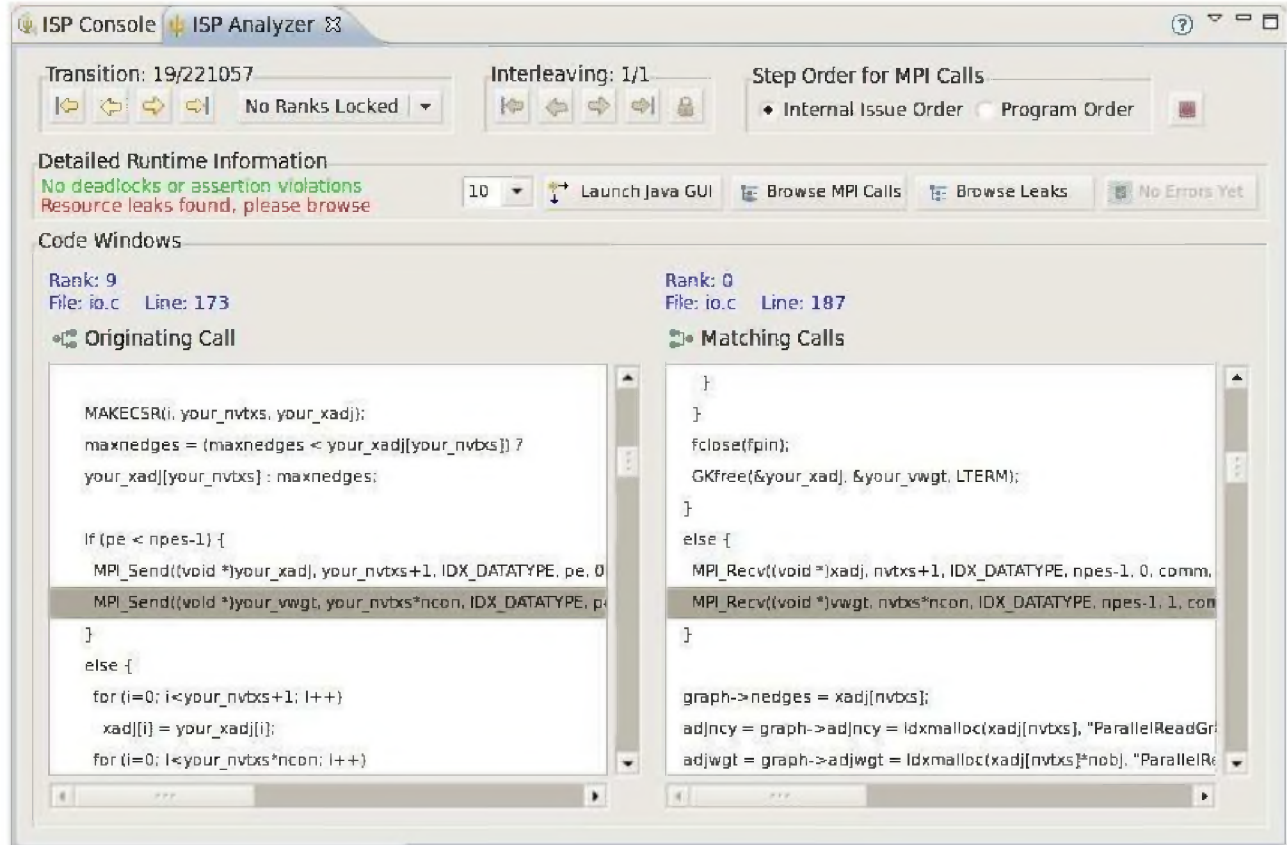 ISP Console
ISP Analyzer
Transition: 19/221057
No Ranks Locked
Interleaving: 1/1
Step Order for MPI Calls
Internal Issue Order
Program Order
Detailed Runtime Information
No deadlocks or assertion violations
Resource leaks found, please browse
10
Launch Java GUI
Browse MPI Calls
Browse Leaks
No Errors Yet
Code Windows
Rank: 9
File: io.c Line: 173
Originating Call
MAKECSR(i, your_nvtxs, your_xadj);
maxnedges = (maxnedges < your_xadj[your_nvtxs]) ?
your_xadj[your_nvtxs] : maxnedges;
if (pe < npes-1) {
MPI_Send((void *)your_xadj, your_nvtxs+1, IDX_DATATYPE, pe, 0
MPI_Send((void *)your_vwgt, your_nvtxs*ncon, IDX_DATATYPE, p
}
else {
for (i=0; i<your_nvtxs+1; i++)
xadj[i] = your_xadj[i];
for (i=0; i<your_nvtxs*ncon; i++)
Rank: 0
File: io.c Line: 187
Matching Calls
}
}
fclose(fpin);
GKfree(&your_xadj, &your_vwgt, LTERM);
}
else {
MPI_Recv((void *)xadj, nvtxs+1, IDX_DATATYPE, npes-1, 0, comm,
MPI_Recv((void *)vwgt, nvtxs*ncon, IDX_DATATYPE, npes-1, 1, com
}
graph->nedges = xadj[nvtxs];
adjncy = graph->adjncy = idxmalloc(xadj[nvtxs], "ParallelReadGr
adjwgt = graph->adjwgt = idxmalloc(xadj[nvtxs]*nobj, "ParallelRe